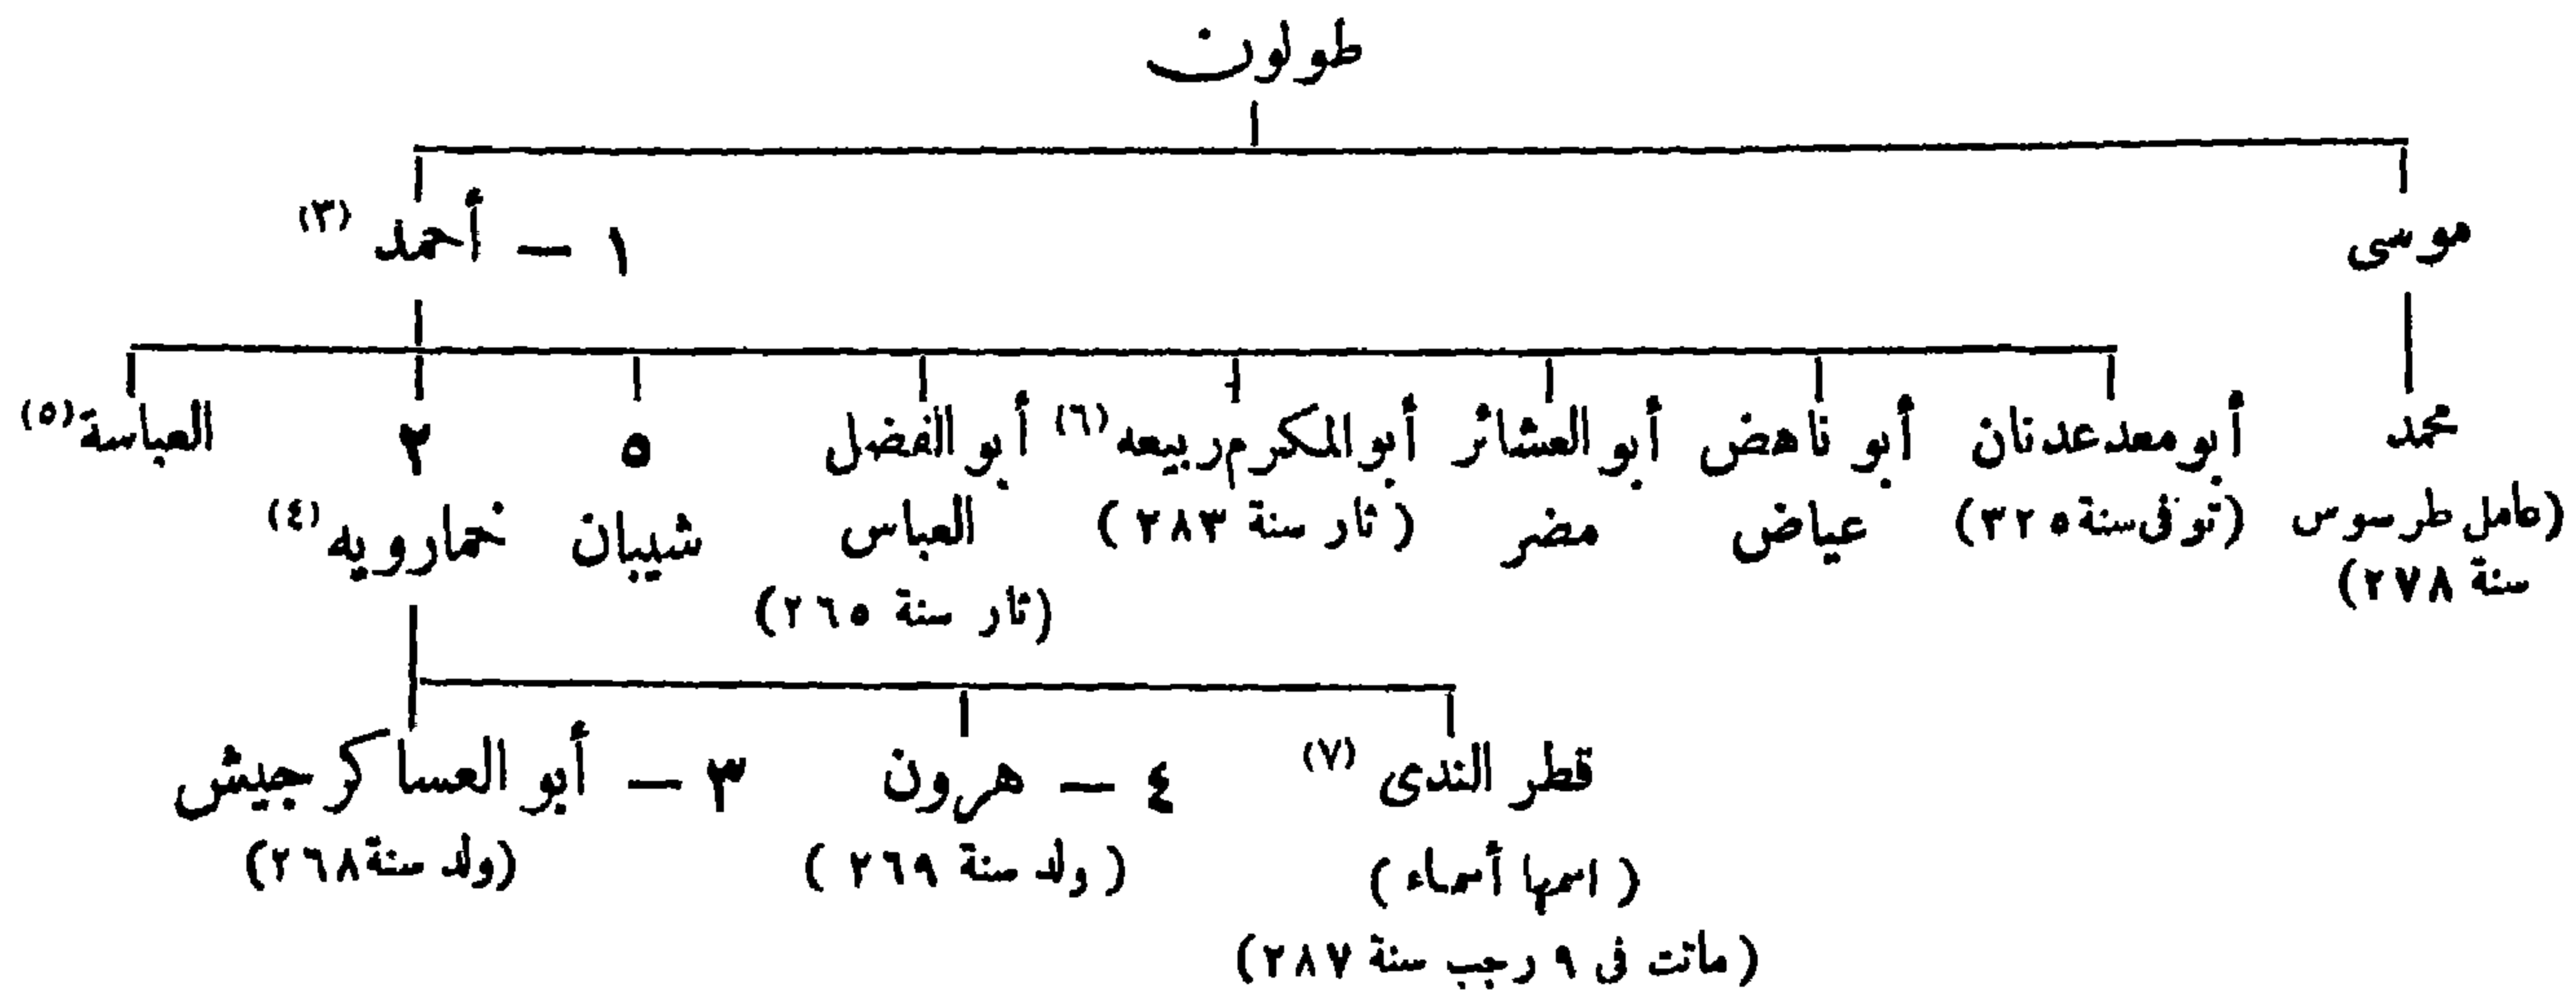 طولون
موسى
١ — أحمد (٣)
محمد
(عامل طرسوس
سنة ٢٧٨)
أبو معد عدنان
(توفى سنة ٣٢٥)
أبو ناهض
عياض
أبو العشائر
مضر
أبو المكرم ربيعه (٦)
(ثار سنة ٢٨٣)
أبو الفضل
العباس
(ثار سنة ٢٦٥)
٥
شيبان
٢
خمارويه (٤)
العباسة (٥)
قطر الندى (٧)
(اسمها أسماء)
(ماتت فى ٩ رجب سنة ٢٨٧)
٤ — هرون
(ولد سنة ٢٦٩)
٣ — أبو العساكر جيش
(ولد سنة ٢٦٨)